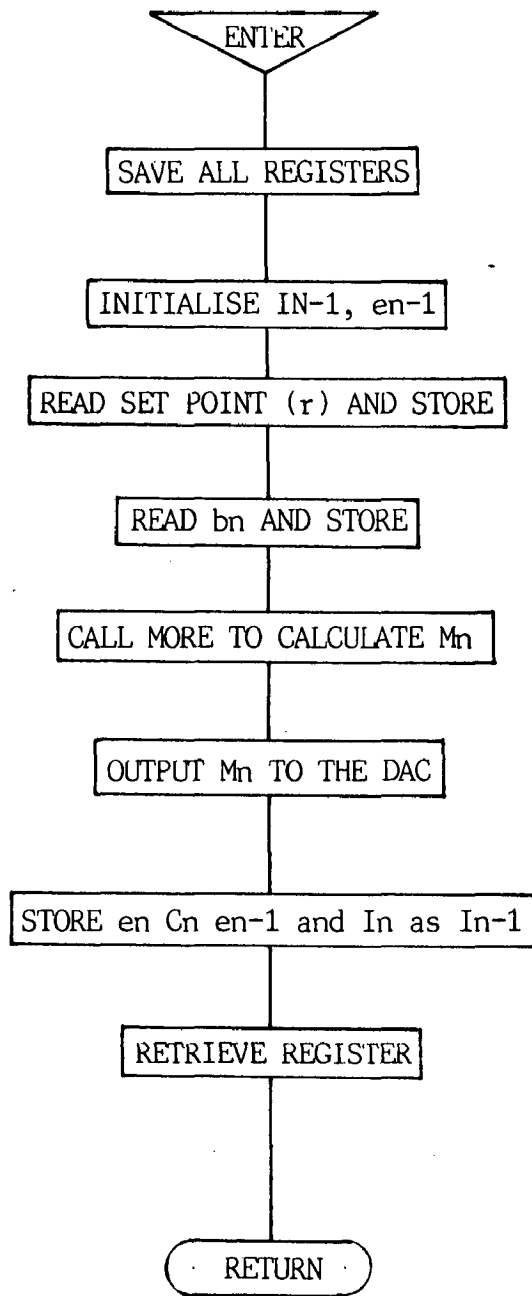 ENTER
SAVE ALL REGISTERS
INITIALISE IN-1, en-1
READ SET POINT (r) AND STORE
READ bn AND STORE
CALL MORE TO CALCULATE Mn
OUTPUT Mn TO THE DAC
STORE en Cn en-1 and In as In-1
RETRIEVE REGISTER
RETURN